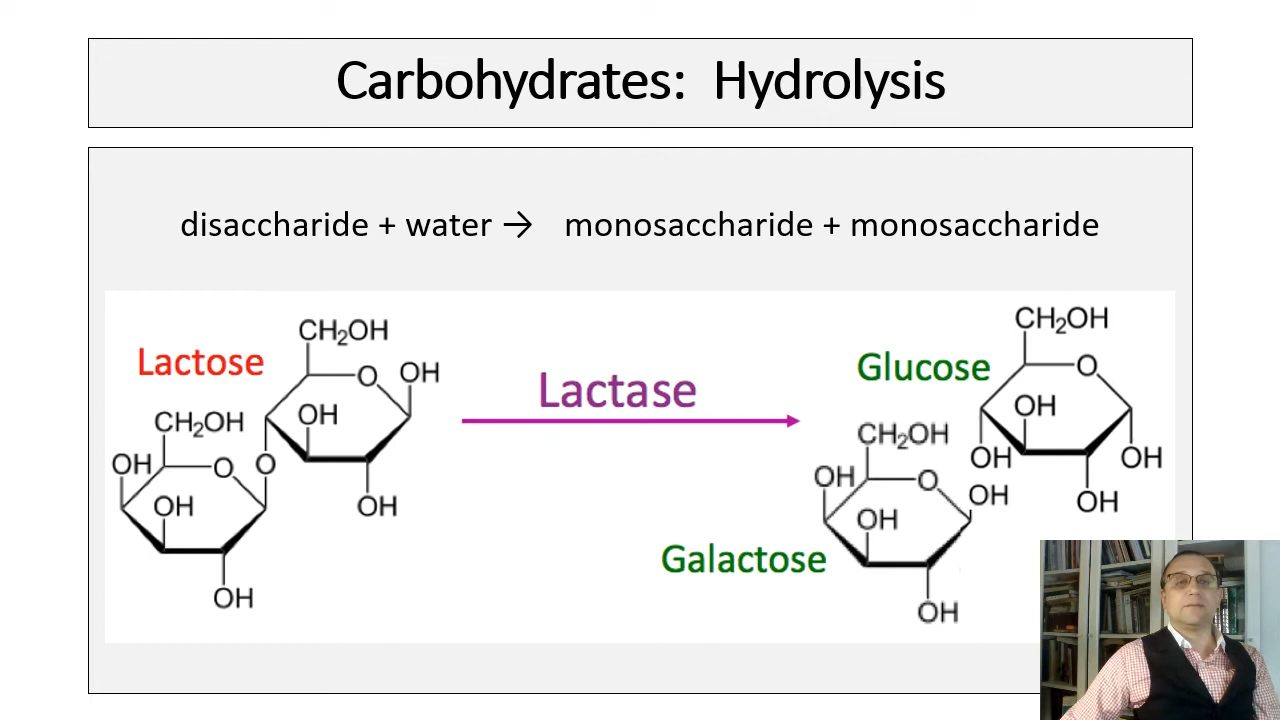 Carbohydrates: Hydrolysis
disaccharide + water → monosaccharide + monosaccharide
Lactose
CH₂OH
O
OH
OH
OH
CH₂OH
OH
O
O
OH
OH
Lactase
Glucose
CH₂OH
O
OH
OH
OH
OH
Galactose
CH₂OH
OH
O
OH
OH
OH